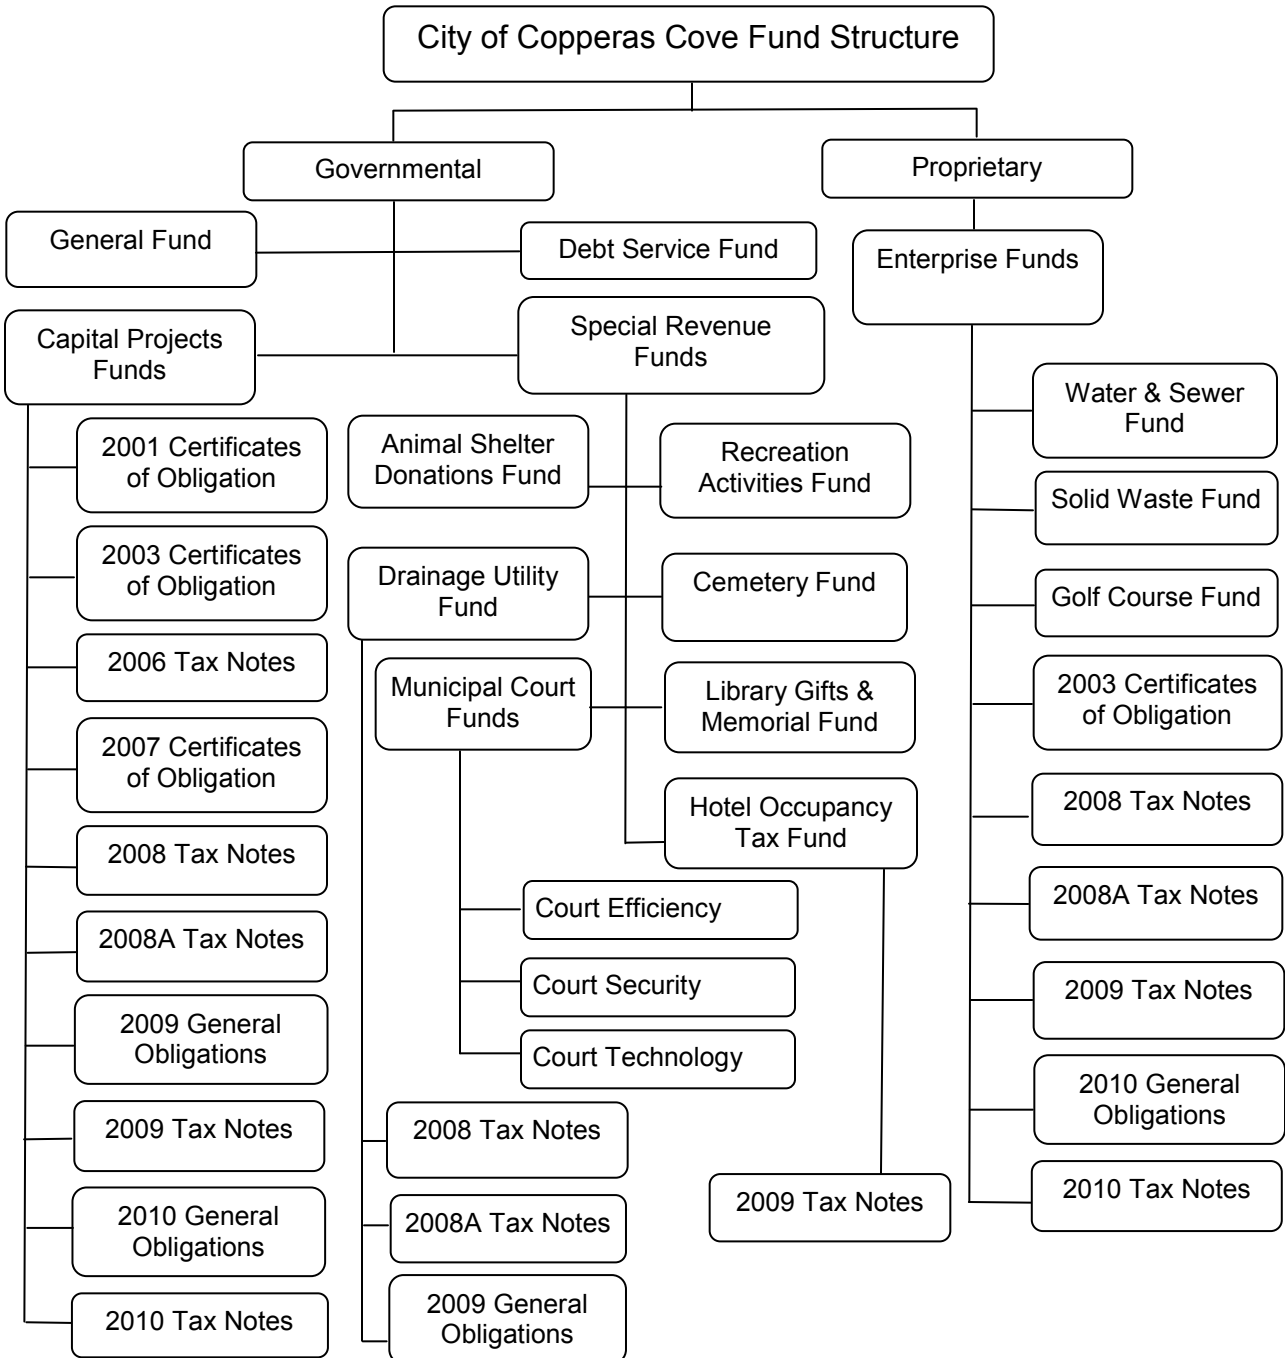 City of Copperas Cove Fund Structure
Governmental
Proprietary
General Fund
Debt Service Fund
Enterprise Funds
Capital Projects
Funds
Special Revenue
Funds
2001 Certificates
of Obligation
2003 Certificates
of Obligation
2006 Tax Notes
2007 Certificates
of Obligation
2008 Tax Notes
2008A Tax Notes
2009 General
Obligations
2009 Tax Notes
2010 General
Obligations
2010 Tax Notes
Animal Shelter
Donations Fund
Recreation
Activities Fund
Drainage Utility
Fund
Cemetery Fund
Municipal Court
Funds
Library Gifts &
Memorial Fund
Hotel Occupancy
Tax Fund
Court Efficiency
Court Security
Court Technology
2008 Tax Notes
2008A Tax Notes
2009 General
Obligations
2009 Tax Notes
Water & Sewer
Fund
Solid Waste Fund
Golf Course Fund
2003 Certificates
of Obligation
2008 Tax Notes
2008A Tax Notes
2009 Tax Notes
2010 General
Obligations
2010 Tax Notes